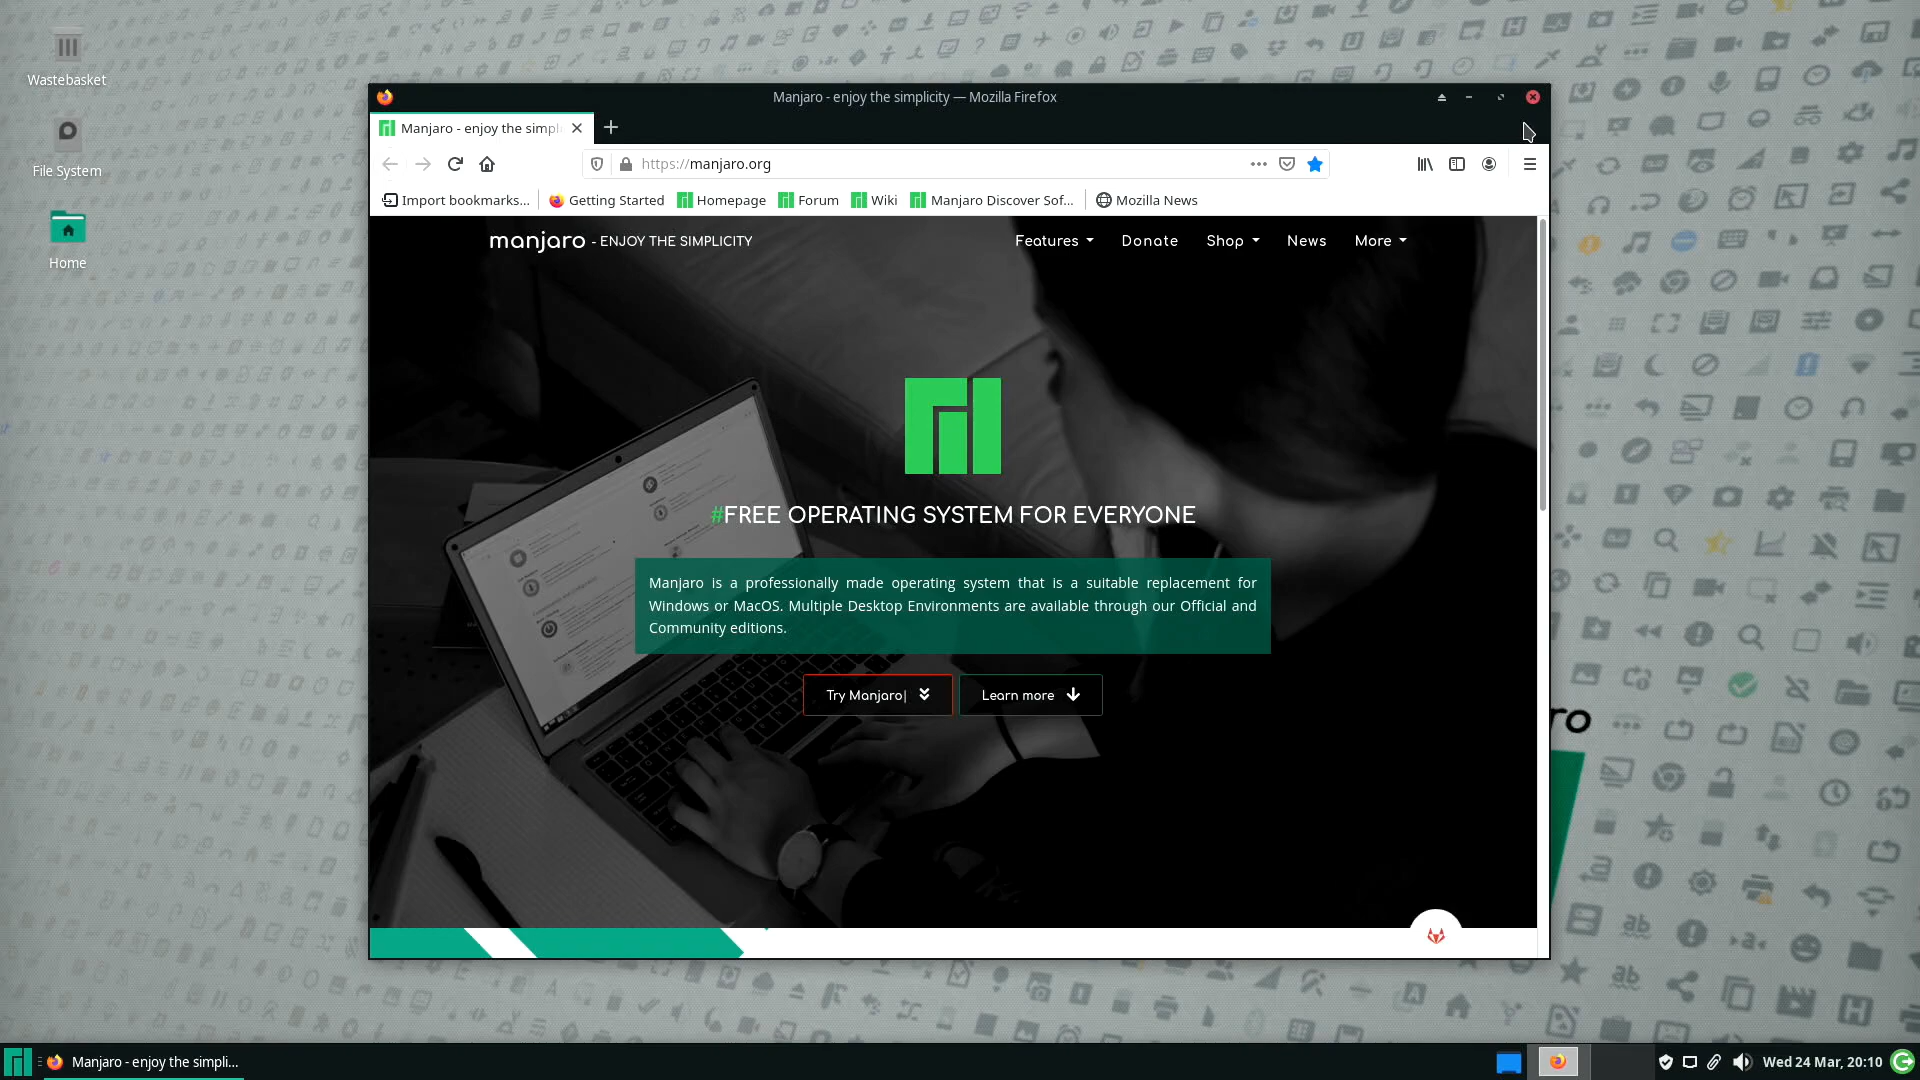 Wastebasket
File System
Home
Manjaro - enjoy the simplicity — Mozilla Firefox
Manjaro - enjoy the simpl
https://manjaro.org
Import bookmarks...
Getting Started
Homepage
Forum
Wiki
Manjaro Discover Sof...
Mozilla News
manjaro - ENJOY THE SIMPLICITY
Features
Donate
Shop
News
More
#FREE OPERATING SYSTEM FOR EVERYONE
Manjaro is a professionally made operating system that is a suitable replacement for
Windows or MacOS. Multiple Desktop Environments are available through our Official and
Community editions.
Try Manjaro|
Learn more
ro
Manjaro - enjoy the simpli...
Wed 24 Mar, 20:10